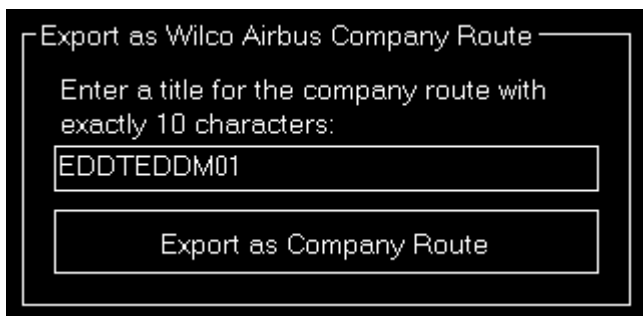 Export as Wilco Airbus Company Route
Enter a title for the company route with
exactly 10 characters:
EDDTEDDM01
Export as Company Route